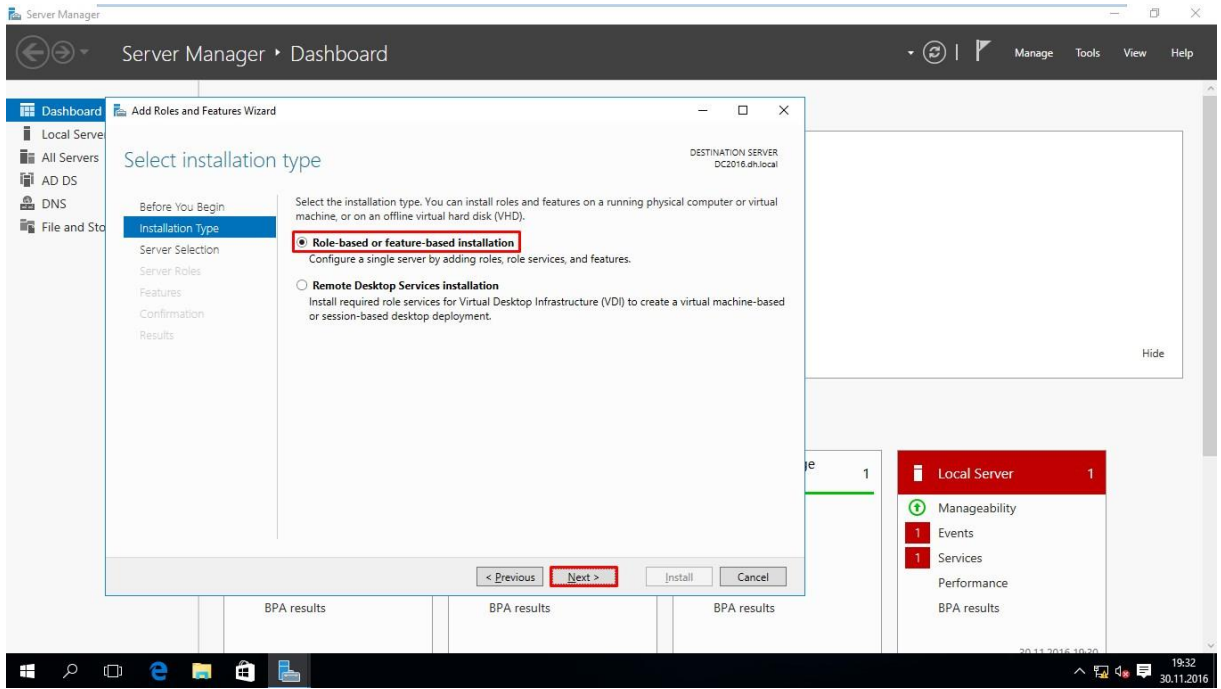 Server Manager
Server Manager • Dashboard
Manage Tools View Help
Dashboard
Local Serve
All Servers
AD DS
DNS
File and Sto
Add Roles and Features Wizard
Select installation type
DESTINATION SERVER
DC2016.dh.local
Before You Begin
Installation Type
Server Selection
Server Roles
Features
Confirmation
Results
Select the installation type. You can install roles and features on a running physical computer or virtual
machine, or on an offline virtual hard disk (VHD).
Role-based or feature-based installation
Configure a single server by adding roles, role services, and features.
Remote Desktop Services installation
Install required role services for Virtual Desktop Infrastructure (VDI) to create a virtual machine-based
or session-based desktop deployment.
< Previous Next > Install Cancel
Hide
ge 1
Local Server 1
Manageability
1 Events
1 Services
Performance
BPA results
BPA results
BPA results
BPA results
30.11.2016 19:30
19:32
30.11.2016